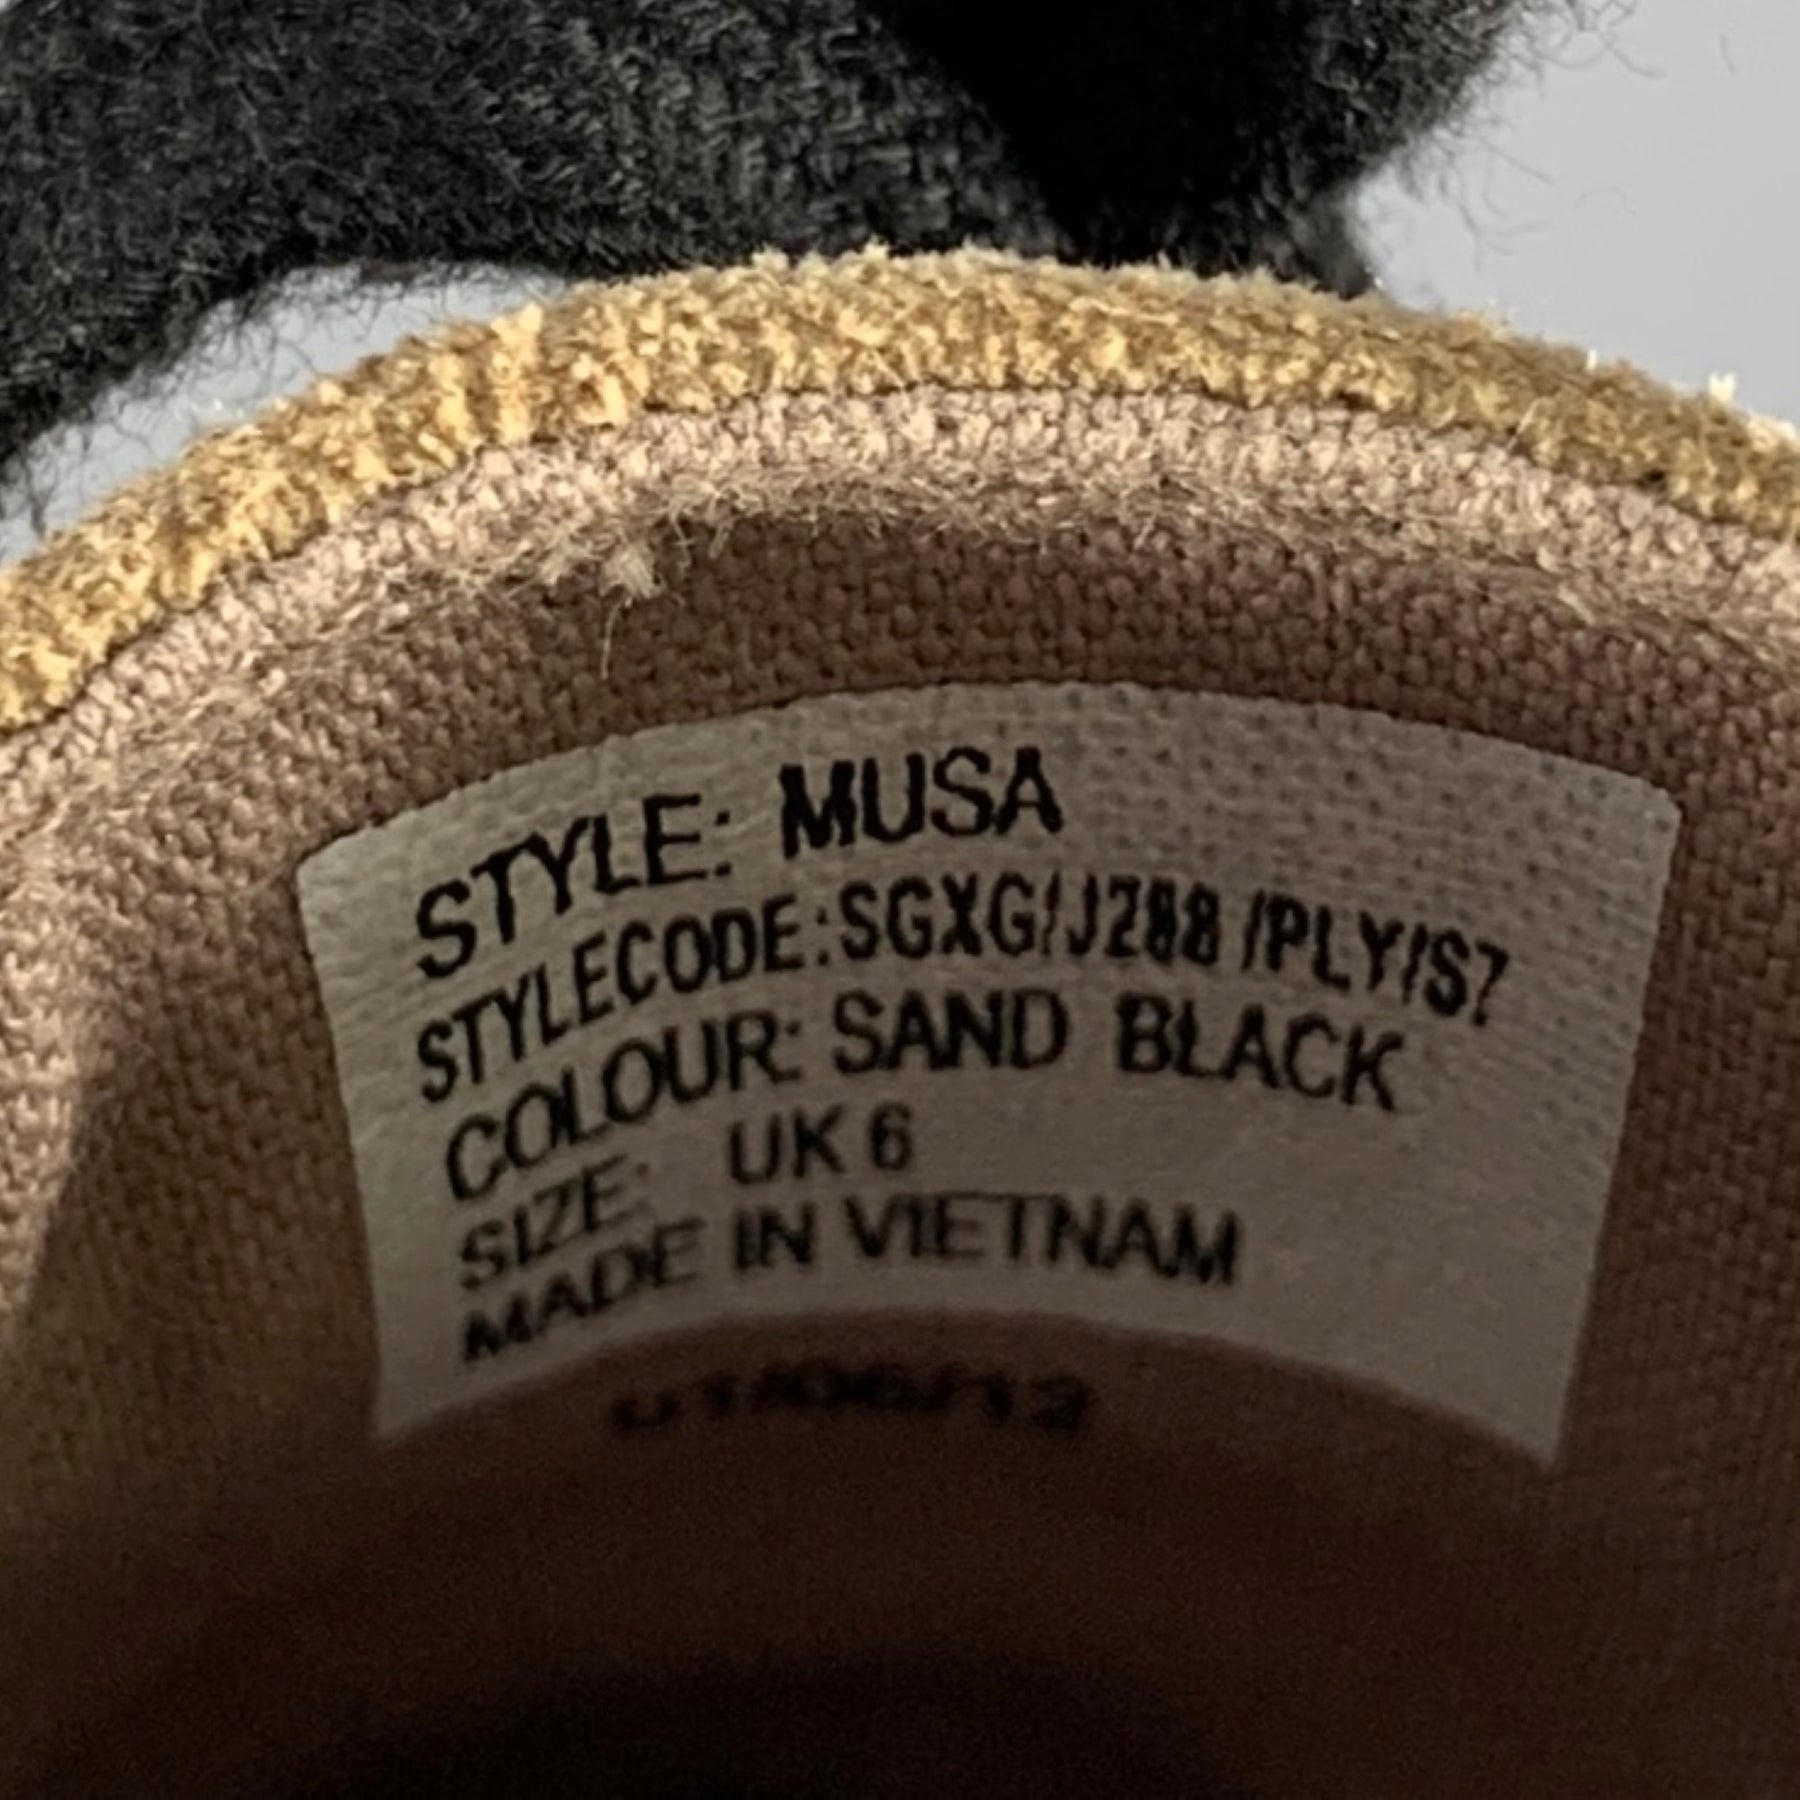 STYLE: MUSA
STYLECODE:SGXG/J288 /PLY/S7
COLOUR: SAND BLACK
SIZE: UK 6
MADE IN VIETNAM